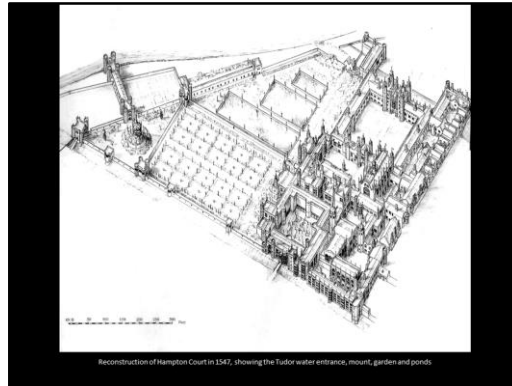 Reconstruction of Hampton Court in 1547, showing the Tudor water entrance, mount, garden and ponds